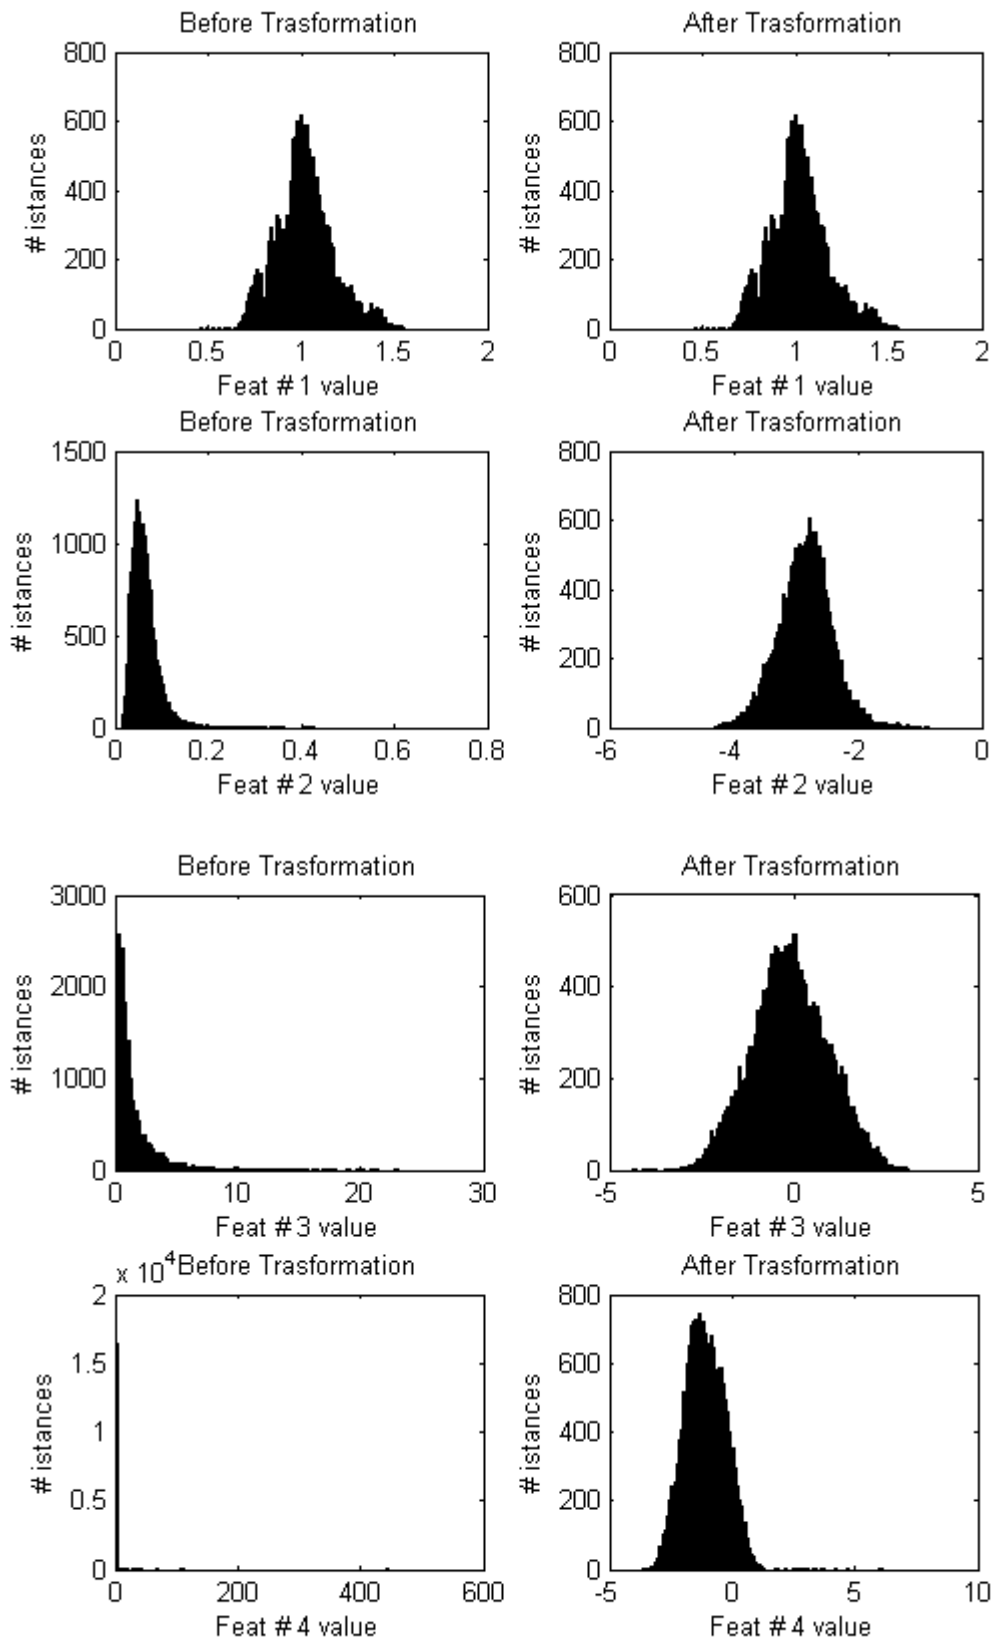 Before Trasformation
After Trasformation
800
600
400
200
0
# istances
0 0.5 1 1.5 2
Feat # 1 value
800
600
400
200
0
# istances
0 0.5 1 1.5 2
Feat # 1 value
Before Trasformation
After Trasformation
1500
1000
500
0
# istances
0 0.2 0.4 0.6 0.8
Feat # 2 value
800
600
400
200
0
# istances
-6 -4 -2 0
Feat # 2 value
Before Trasformation
After Trasformation
3000
2000
1000
0
# istances
0 10 20 30
Feat # 3 value
600
400
200
0
# istances
-5 0 5
Feat # 3 value
x 10^4 Before Trasformation
After Trasformation
2
1.5
1
0.5
0
# istances
0 200 400 600
Feat # 4 value
800
600
400
200
0
# istances
-5 0 5 10
Feat # 4 value